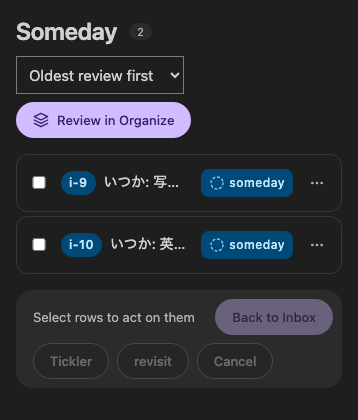 Someday 2
Oldest review first
Review in Organize
i-9 いつか: 写... someday ...
i-10 いつか: 英... someday ...
Select rows to act on them Back to Inbox
Tickler revisit Cancel